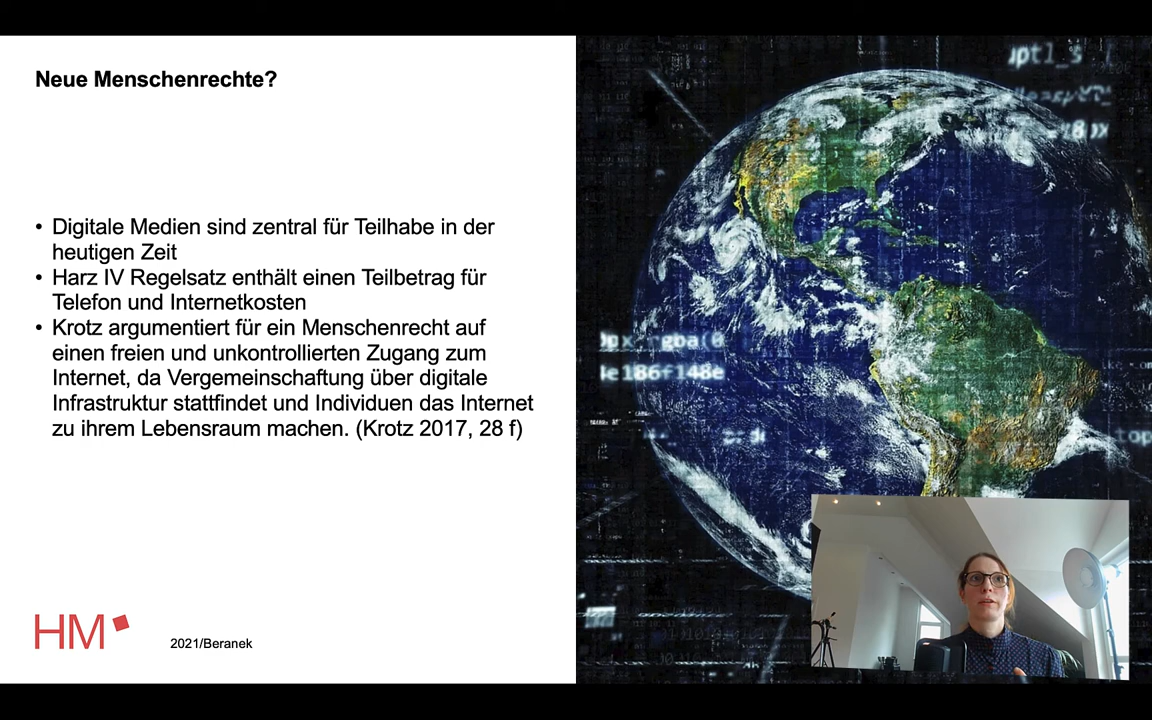 Neue Menschenrechte?
• Digitale Medien sind zentral für Teilhabe in der
heutigen Zeit
• Harz IV Regelsatz enthält einen Teilbetrag für
Telefon und Internetkosten
• Krotz argumentiert für ein Menschenrecht auf
einen freien und unkontrollierten Zugang zum
Internet, da Vergemeinschaftung über digitale
Infrastruktur stattfindet und Individuen das Internet
zu ihrem Lebensraum machen. (Krotz 2017, 28 f)
HM
2021/Beranek